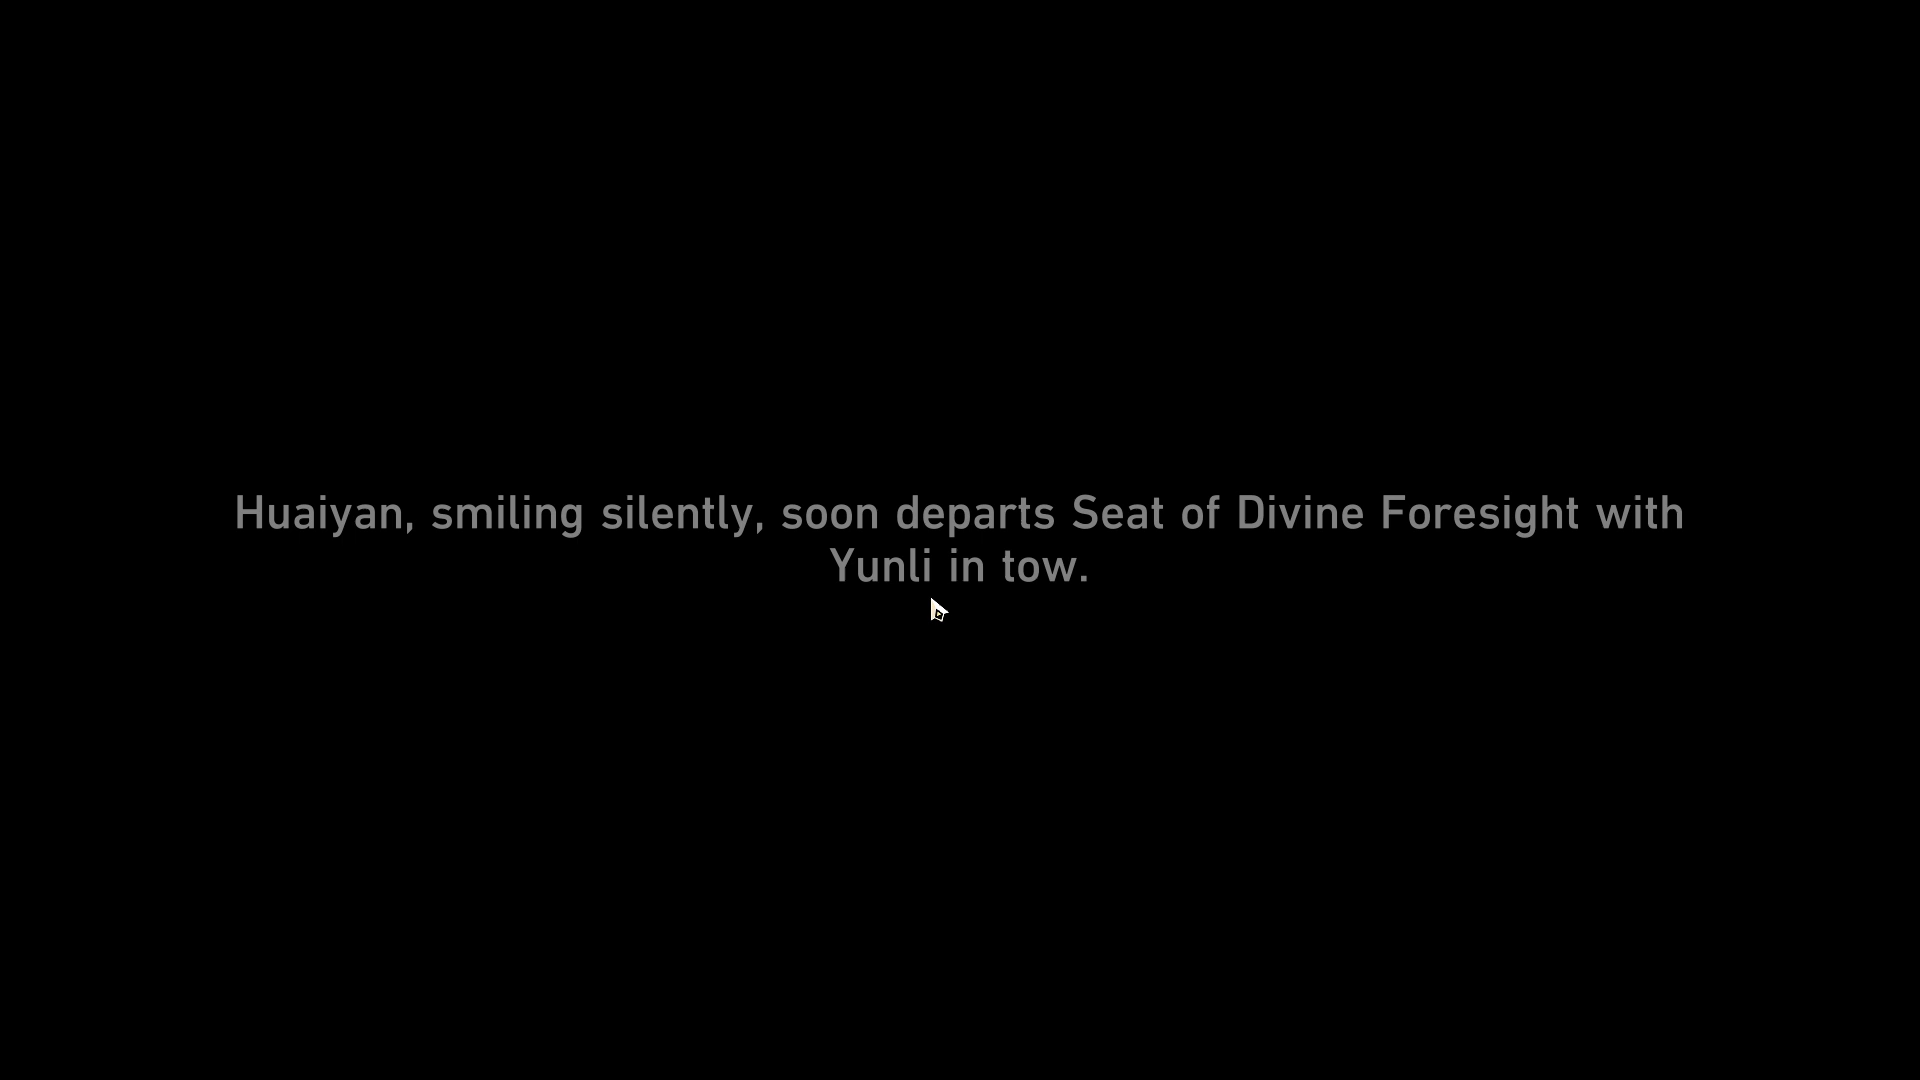 Huaiyan, smiling silently, soon departs Seat of Divine Foresight with
Yunli in tow.